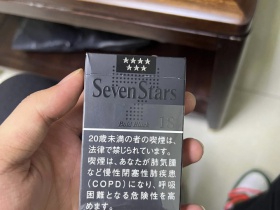 SevenStars
20歳未満の者の喫煙は、
法律で禁じられています。
喫煙は、あなたが肺気腫
など慢性閉塞性肺疾患
(COPD)になり、呼吸
困難となる危険性を高
めます。